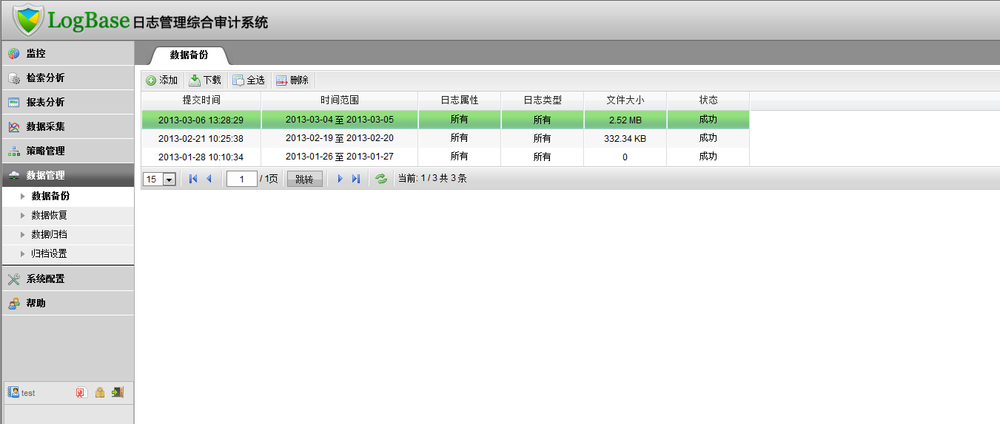 LogBase 日志管理综合审计系统
监控
检索分析
报表分析
数据采集
策略管理
数据管理
数据备份
数据恢复
数据归档
归档设置
系统配置
帮助
test
数据备份
添加 下载 全选 删除
提交时间 时间范围 日志属性 日志类型 文件大小 状态
2013-03-06 13:28:29 2013-03-04 至 2013-03-05 所有 所有 2.52 MB 成功
2013-02-21 10:25:38 2013-02-19 至 2013-02-20 所有 所有 332.34 KB 成功
2013-01-28 10:10:34 2013-01-26 至 2013-01-27 所有 所有 0 成功
15 1 / 1页 跳转 当前: 1 / 3 共 3 条